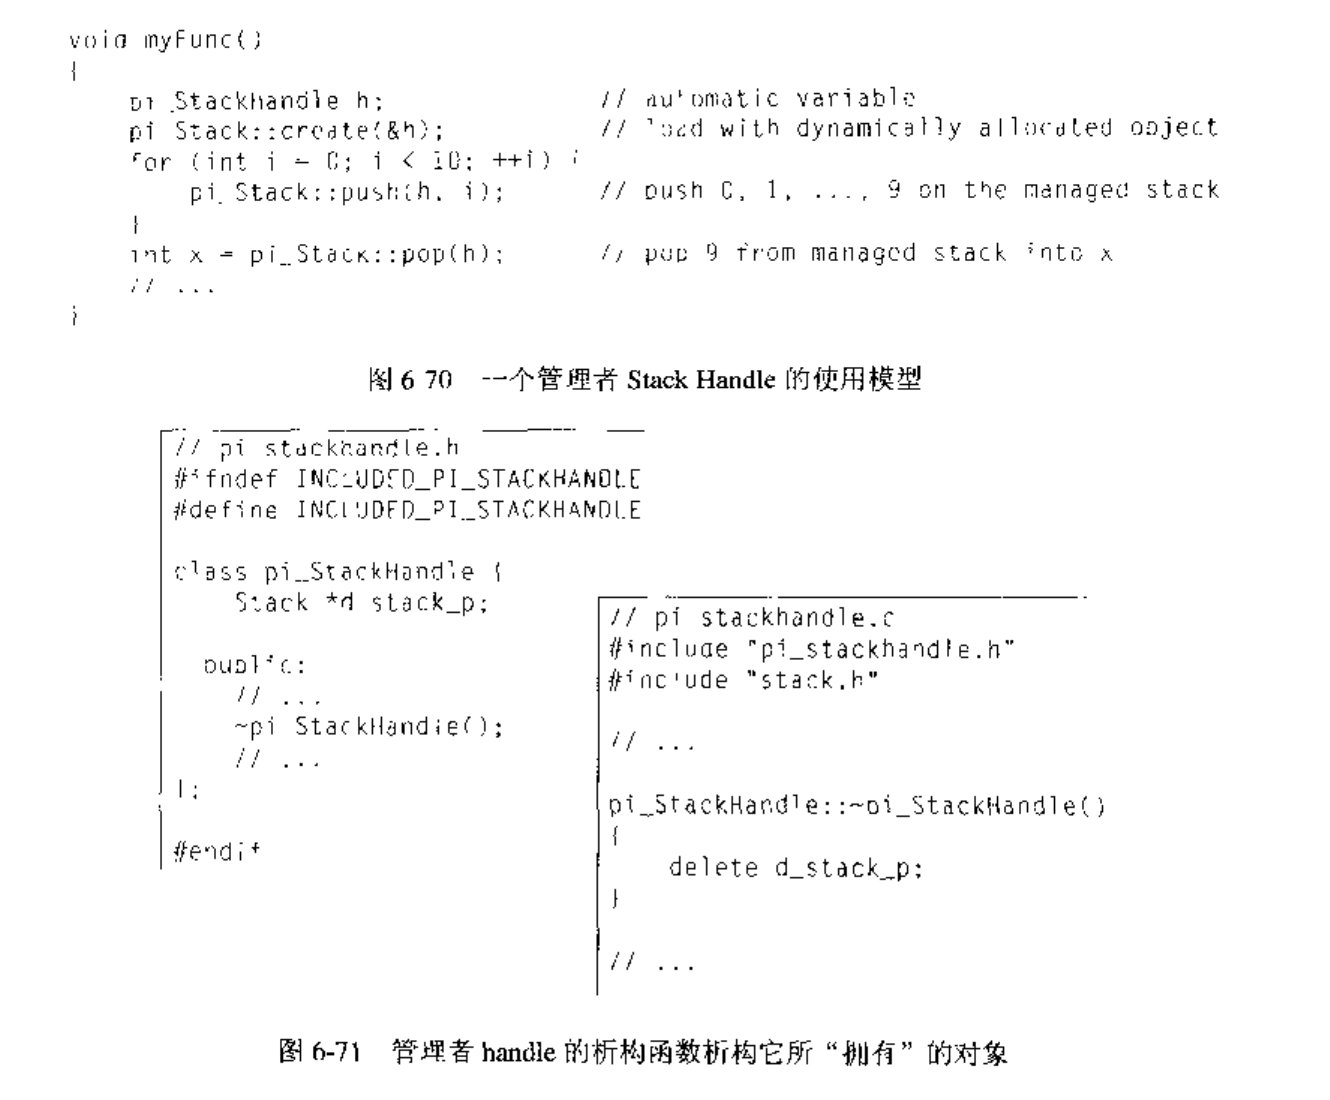 void myFunc()
{
    pi_StackHandle h;              // automatic variable
    pi_Stack::create(&h);          // load with dynamically allocated object
    for (int i = 0; i < 10; ++i) {
        pi_Stack::push(h, i);      // push 0, 1, ..., 9 on the managed stack
    }
    int x = pi_Stack::pop(h);      // pop 9 from managed stack into x
    // ...
}
图 6-70 一个管理者 Stack Handle 的使用模型
// pi_stackhandle.h
#ifndef INCLUDED_PI_STACKHANDLE
#define INCLUDED_PI_STACKHANDLE
class pi_StackHandle {
    Stack *d_stack_p;
  public:
    // ...
    ~pi_StackHandle();
    // ...
};
#endif
// pi_stackhandle.c
#include "pi_stackhandle.h"
#include "stack.h"
// ...
pi_StackHandle::~pi_StackHandle()
{
    delete d_stack_p;
}
// ...
图 6-71 管理者 handle 的析构函数析构它所“拥有”的对象